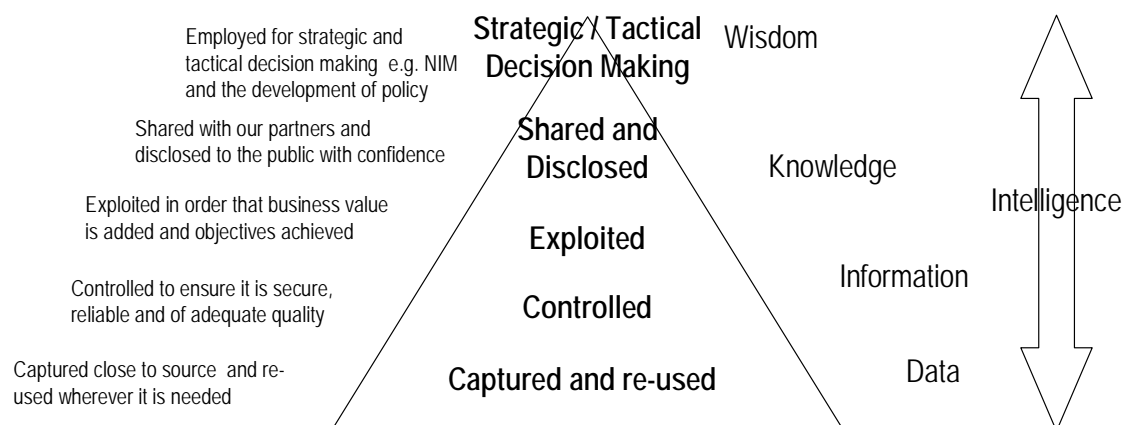 Employed for strategic and
tactical decision making e.g. NIM
and the development of policy
Strategic / Tactical
Decision Making
Wisdom
Shared with our partners and
disclosed to the public with confidence
Shared and
Disclosed
Knowledge
Intelligence
Exploited in order that business value
is added and objectives achieved
Exploited
Information
Controlled to ensure it is secure,
reliable and of adequate quality
Controlled
Captured close to source and re-
used wherever it is needed
Captured and re-used
Data